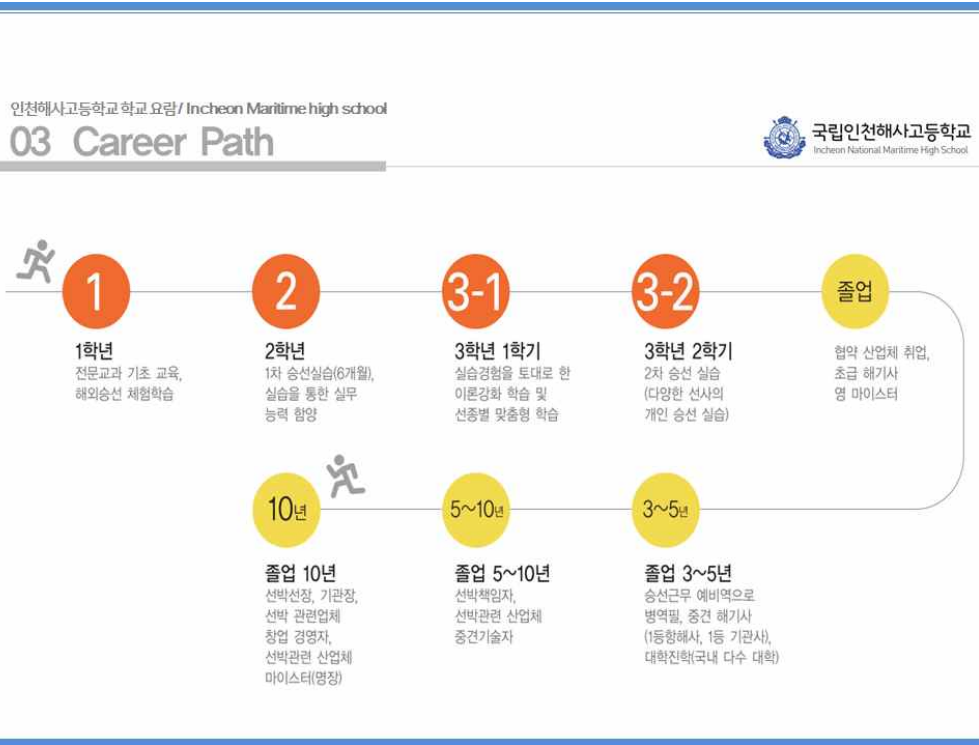 인천해사고등학교 학교 요람/ Incheon Maritime high school
03 Career Path
국립인천해사고등학교
Incheon National Maritime High School
1
1학년
전문교과 기초 교육,
해외승선 체험학습
2
2학년
1차 승선실습(6개월),
실습을 통한 실무
능력 함양
3-1
3학년 1학기
실습경험을 토대로 한
이론강화 학습 및
선종별 맞춤형 학습
3-2
3학년 2학기
2차 승선 실습
(다양한 선사의
개인 승선 실습)
졸업
협약 산업체 취업,
초급 해기사
영 마이스터
3~5년
졸업 3~5년
승선근무 예비역으로
병역필, 중견 해기사
(1등항해사, 1등 기관사),
대학진학(국내 다수 대학)
5~10년
졸업 5~10년
선박책임자,
선박관련 산업체
중견기술자
10년
졸업 10년
선박선장, 기관장,
선박 관련업체
창업 경영자,
선박관련 산업체
마이스터(명장)